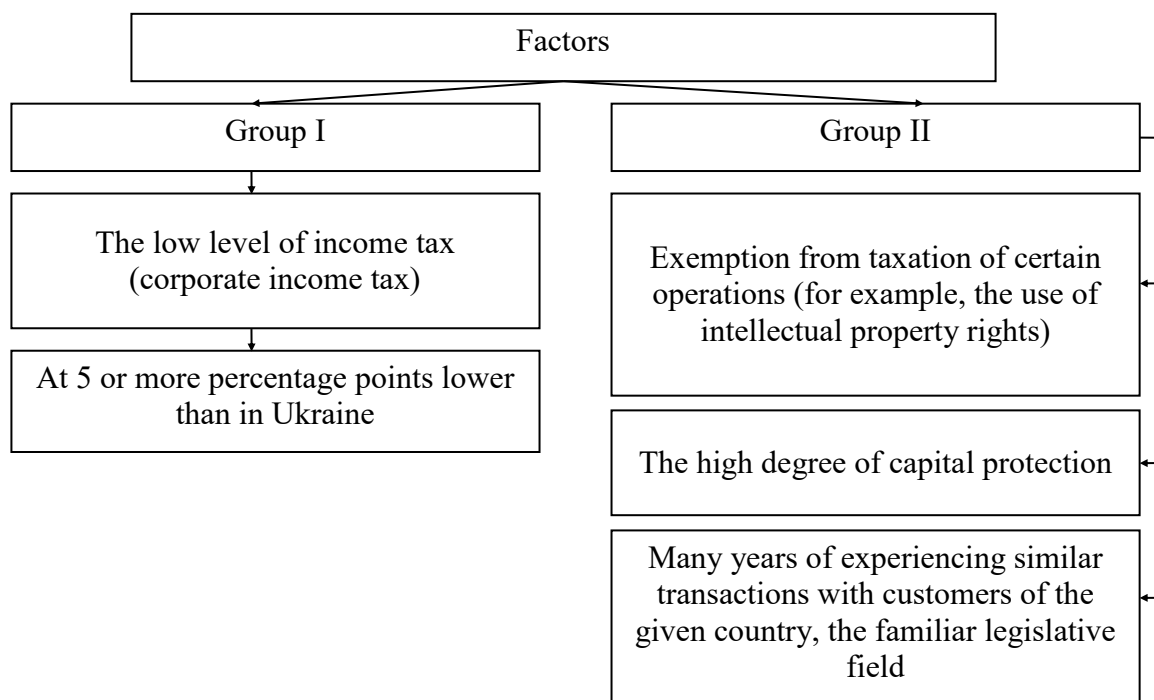 Factors
Group I
The low level of income tax
(corporate income tax)
At 5 or more percentage points lower
than in Ukraine
Group II
Exemption from taxation of certain
operations (for example, the use of
intellectual property rights)
The high degree of capital protection
Many years of experiencing similar
transactions with customers of the
given country, the familiar legislative
field